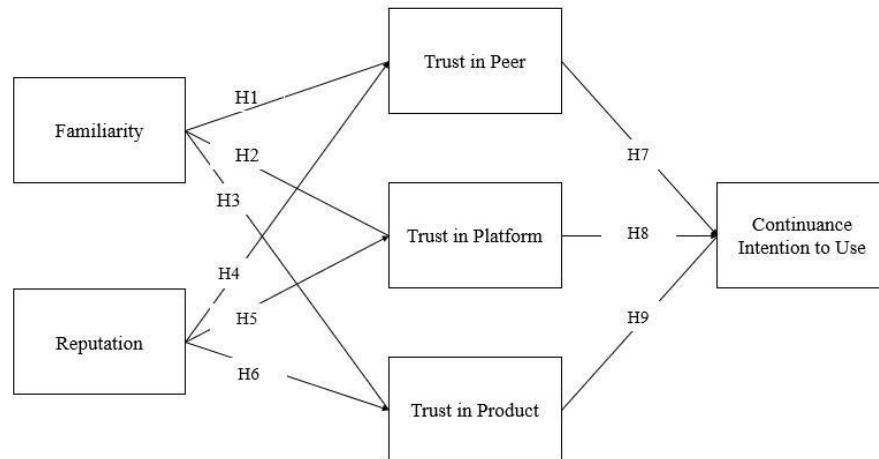 Trust in Peer
H1
Familiarity
H2
H7
H3
Trust in Platform
H8
Continuance
Intention to Use
H4
H5
H9
Reputation
H6
Trust in Product